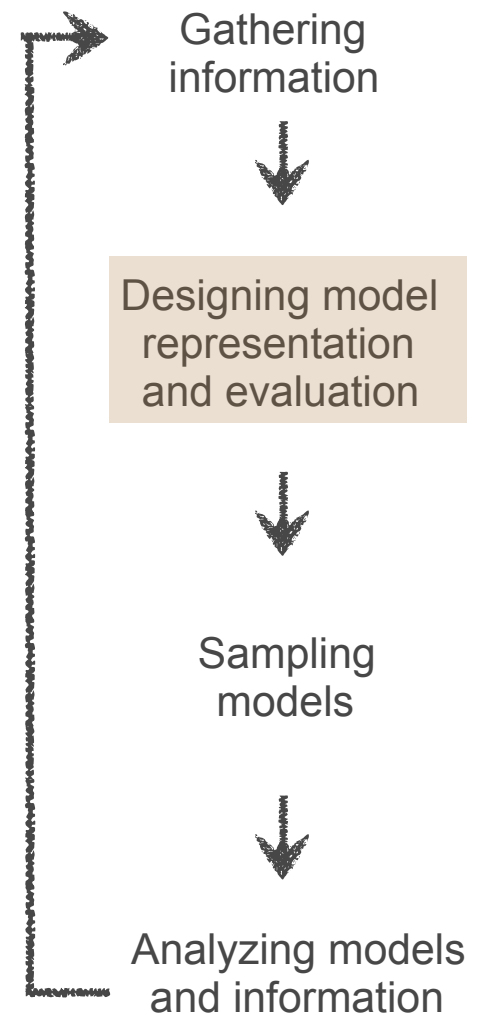 Gathering
information
Designing model
representation
and evaluation
Sampling
models
Analyzing models
and information